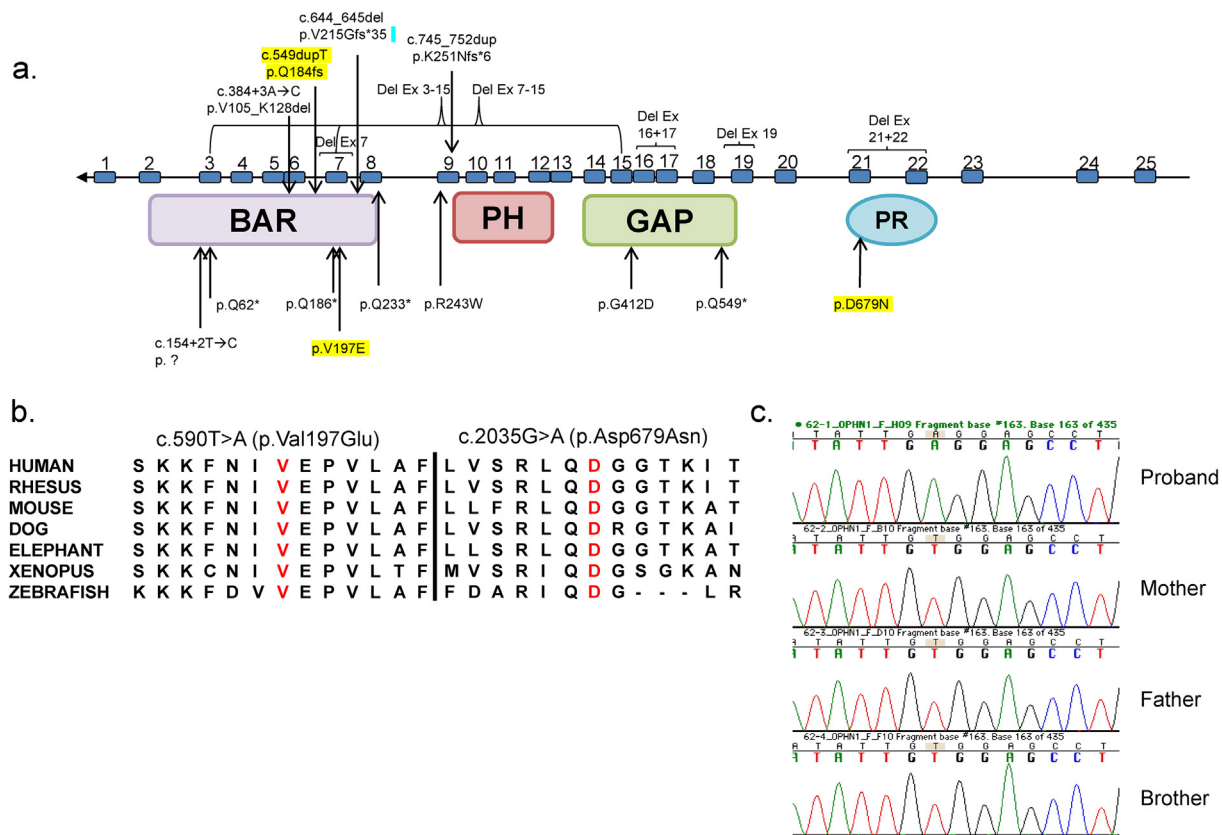 a.
c.644_645del
p.V215Gfs*35
c.549dupT
p.Q184fs
c.745_752dup
p.K251Nfs*6
c.384+3A→C
p.V105_K128del
Del Ex 3-15
Del Ex 7-15
Del Ex 7
Del Ex
16+17
Del Ex 19
Del Ex
21+22
1 2 3 4 5 6 7 8 9 10 11 12 13 14 15 16 17 18 19 20 21 22 23 24 25
BAR PH GAP PR
p.Q62*
p.Q186*
p.Q233*
p.R243W
p.G412D
p.Q549*
p.D679N
c.154+2T→C
p. ?
p.V197E
b.
c.590T>A (p.Val197Glu) c.2035G>A (p.Asp679Asn)
HUMAN S K K F N I V E P V L A F L V S R L Q D G G T K I T
RHESUS S K K F N I V E P V L A F L V S R L Q D G G T K I T
MOUSE S K K F N I V E P V L A F L L F R L Q D G G T K A T
DOG S K K F N I V E P V L A F L V S R L Q D R G T K A I
ELEPHANT S K K F N I V E P V L A F L L S R L Q D G G T K A T
XENOPUS S K K C N I V E P V L T F M V S R I Q D G S G K A N
ZEBRAFISH K K K F D V V E P V L A F F D A R I Q D G - - - L R
c.
62-1_OPHN1_F_H09 Fragment base #163. Base 163 of 435
T A T T G A G G A G C C T
T A T T G A G G A G C C T
Proband
62-2_OPHN1_F_B10 Fragment base #163. Base 163 of 435
A T A T T G T G G A G C C T
A T A T T G T G G A G C C T
Mother
62-3_OPHN1_F_D10 Fragment base #163. Base 163 of 435
A T A T T G T G G A G C C T
T A T T G T G G A G C C T
Father
62-4_OPHN1_F_F10 Fragment base #163. Base 163 of 435
A T A T T G T G G A G C C T
A T A T T G T G G A G C C T
Brother